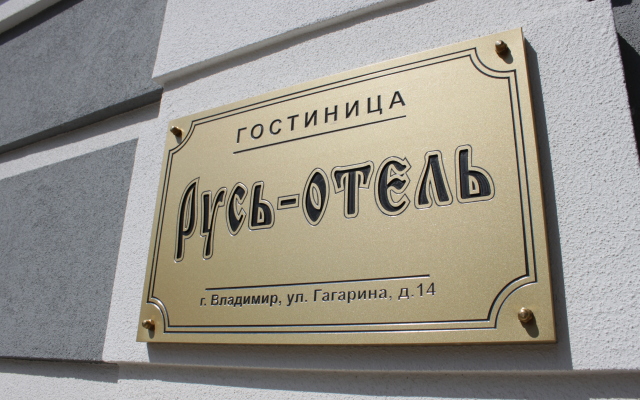 ГОСТИНИЦА
Русь-отель
г. Владимир, ул. Гагарина, д.14